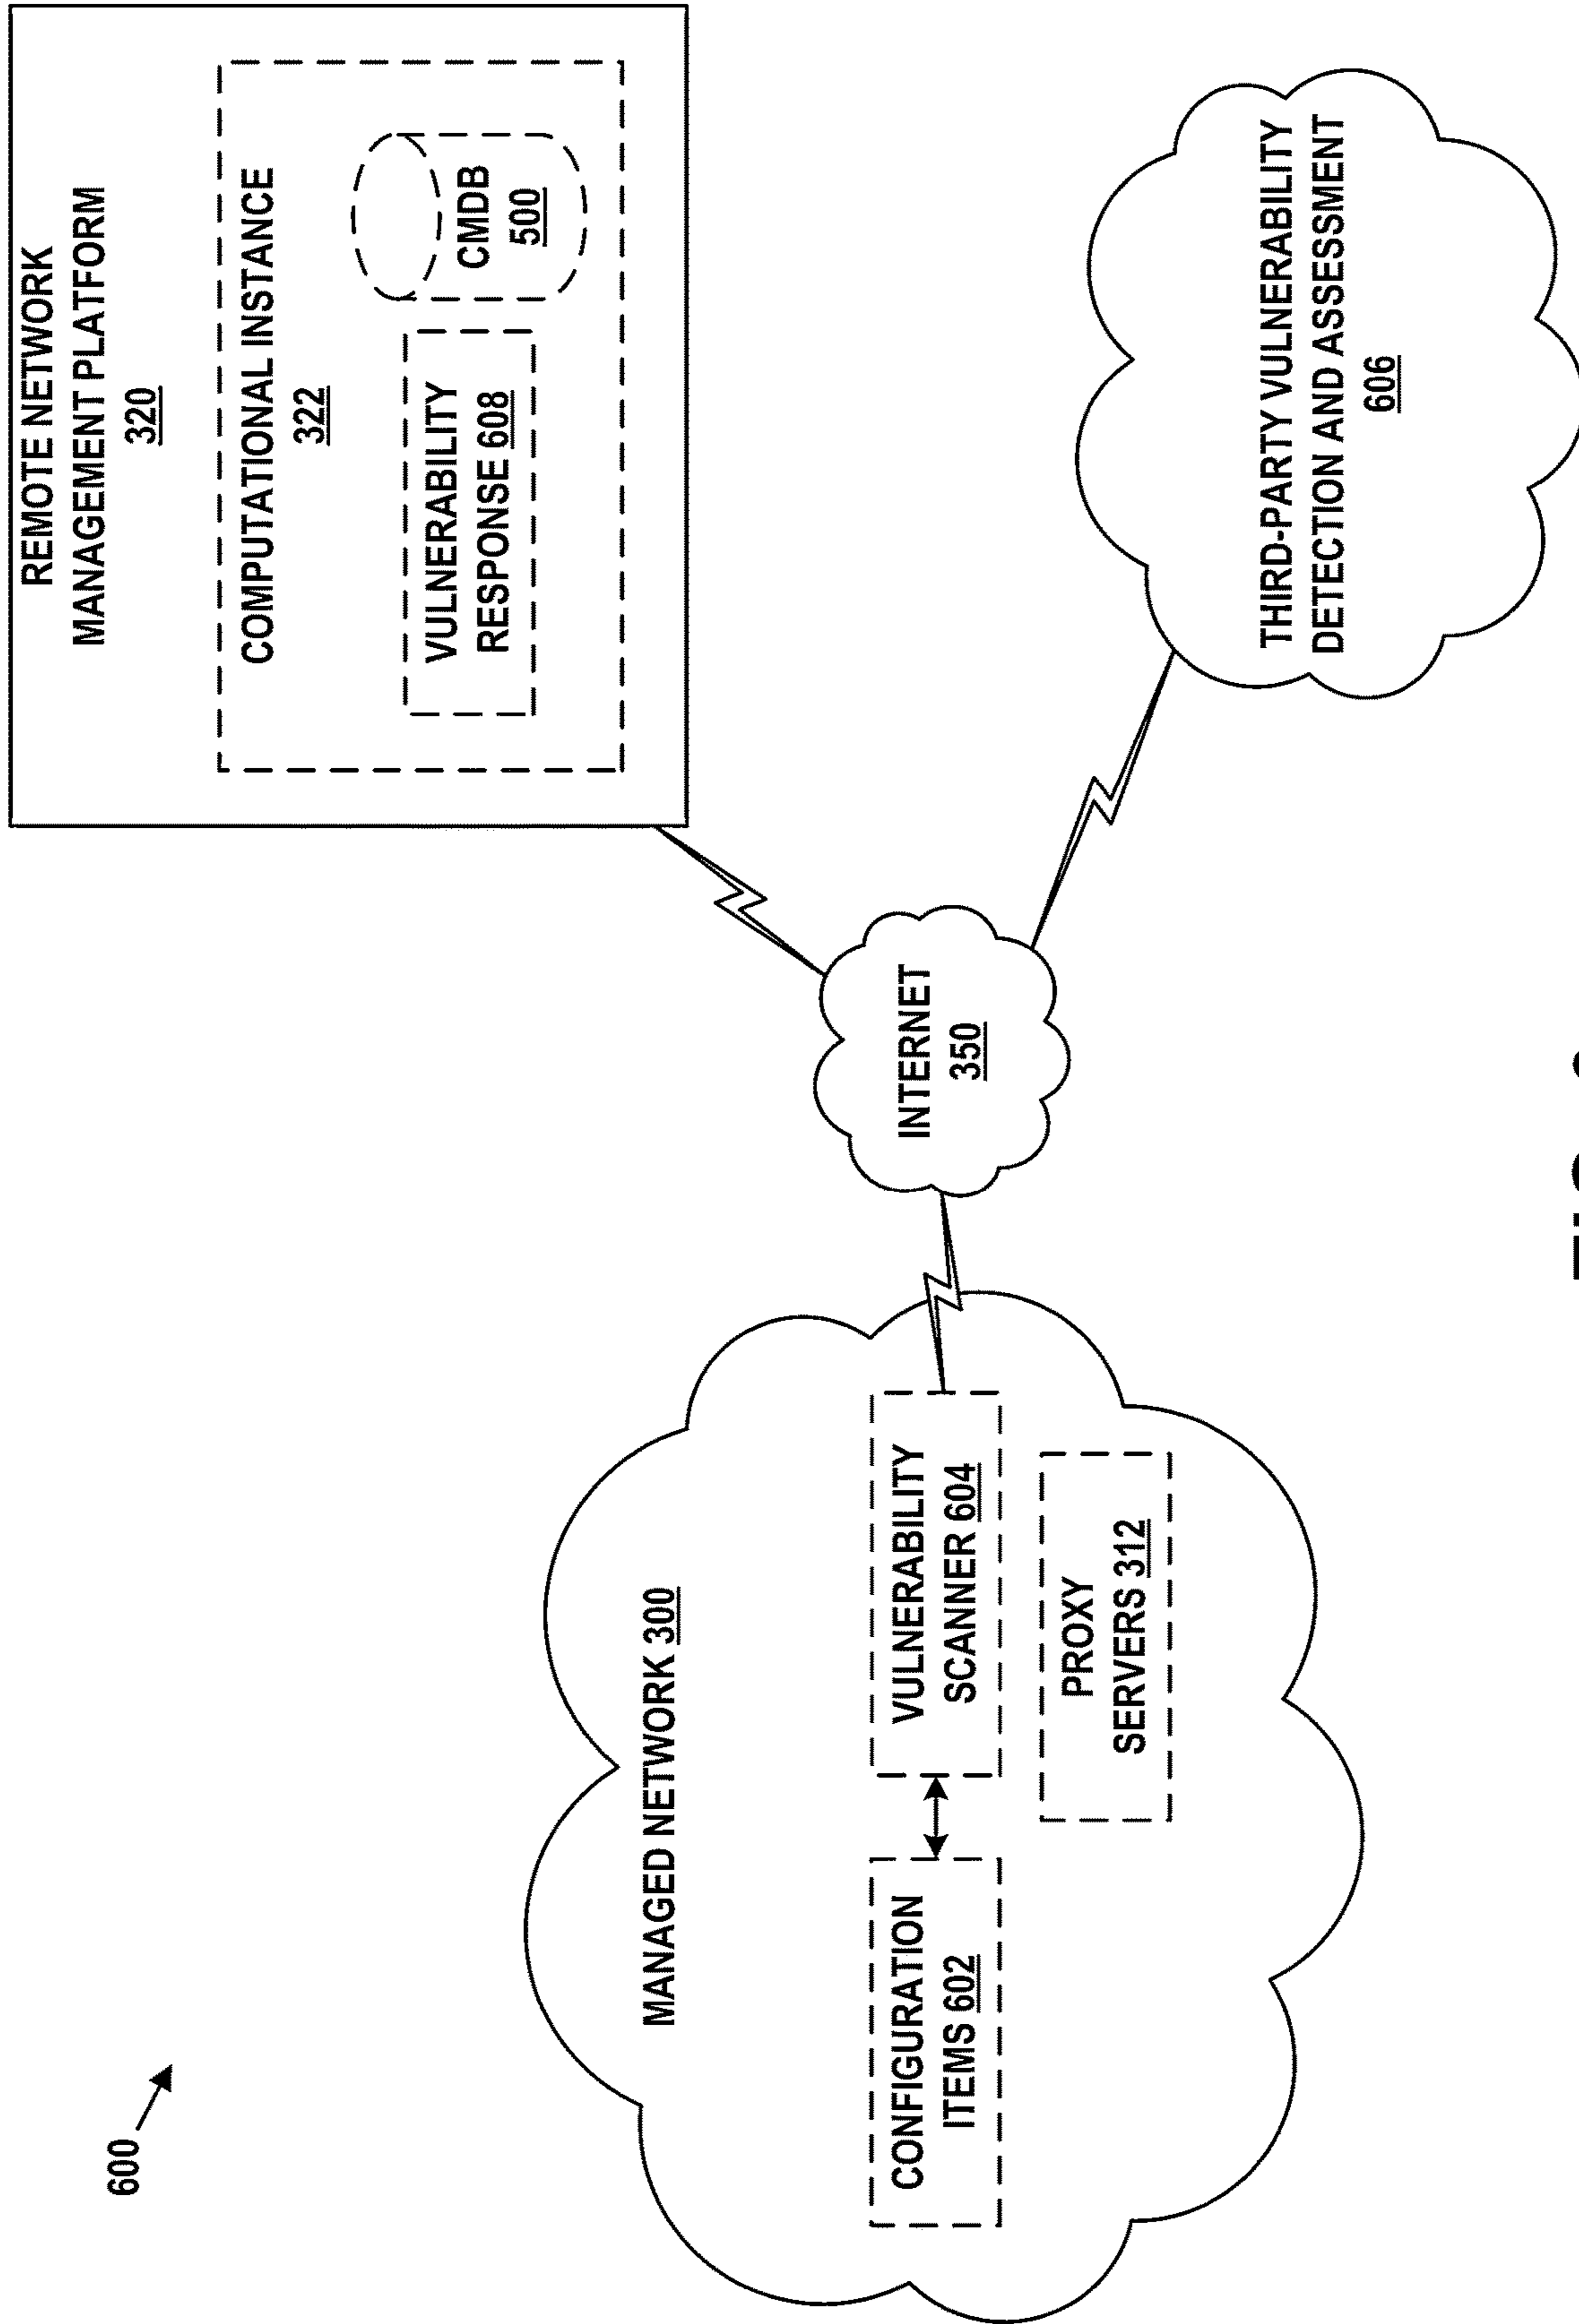 600
REMOTE NETWORK
MANAGEMENT PLATFORM
320
COMPUTATIONAL INSTANCE
322
VULNERABILITY
RESPONSE 608
CMDB
500
MANAGED NETWORK 300
CONFIGURATION
ITEMS 602
VULNERABILITY
SCANNER 604
PROXY
SERVERS 312
INTERNET
350
THIRD-PARTY VULNERABILITY
DETECTION AND ASSESSMENT
606